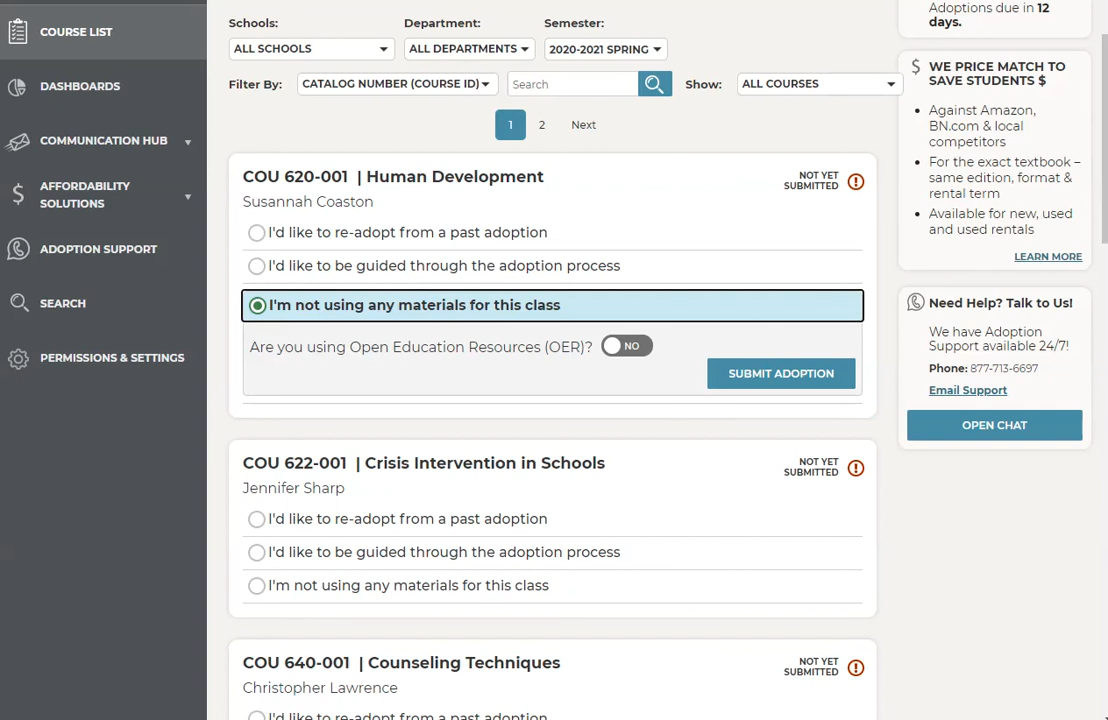 COURSE LIST
DASHBOARDS
COMMUNICATION HUB
AFFORDABILITY
SOLUTIONS
ADOPTION SUPPORT
SEARCH
PERMISSIONS & SETTINGS
Schools: Department: Semester:
ALL SCHOOLS ALL DEPARTMENTS 2020-2021 SPRING
Filter By: CATALOG NUMBER (COURSE ID) Search Show: ALL COURSES
1 2 Next
COU 620-001 | Human Development
NOT YET
SUBMITTED
Susannah Coaston
I'd like to re-adopt from a past adoption
I'd like to be guided through the adoption process
I'm not using any materials for this class
Are you using Open Education Resources (OER)? NO
SUBMIT ADOPTION
COU 622-001 | Crisis Intervention in Schools
NOT YET
SUBMITTED
Jennifer Sharp
I'd like to re-adopt from a past adoption
I'd like to be guided through the adoption process
I'm not using any materials for this class
COU 640-001 | Counseling Techniques
NOT YET
SUBMITTED
Christopher Lawrence
I'd like to re-adopt from a past adoption
Adoptions due in 12
days.
$ WE PRICE MATCH TO
SAVE STUDENTS $
• Against Amazon,
BN.com & local
competitors
• For the exact textbook –
same edition, format &
rental term
• Available for new, used
and used rentals
LEARN MORE
Need Help? Talk to Us!
We have Adoption
Support available 24/7!
Phone: 877-713-6697
Email Support
OPEN CHAT